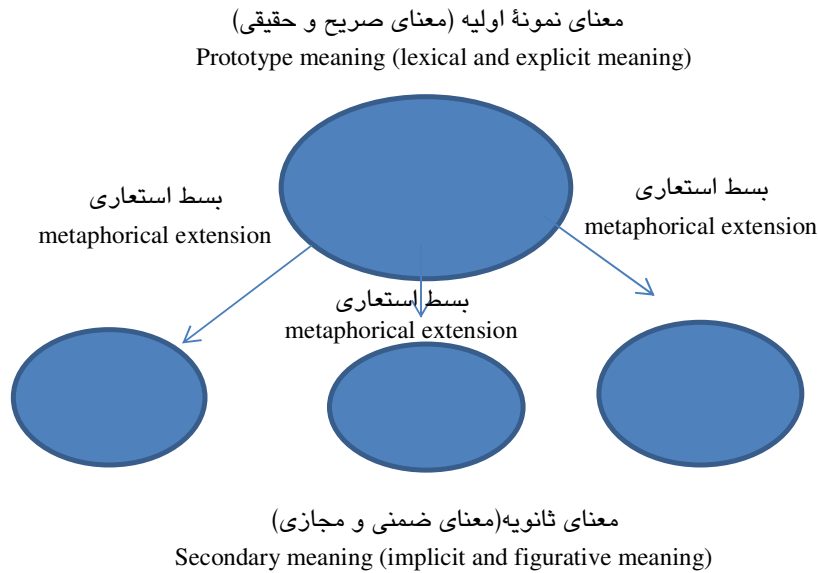 معنای نمونۀ اولیه (معنای صریح و حقیقی)
Prototype meaning (lexical and explicit meaning)
بسط استعاری
metaphorical extension
بسط استعاری
metaphorical extension
بسط استعاری
metaphorical extension
معنای ثانویه(معنای ضمنی و مجازی)
Secondary meaning (implicit and figurative meaning)